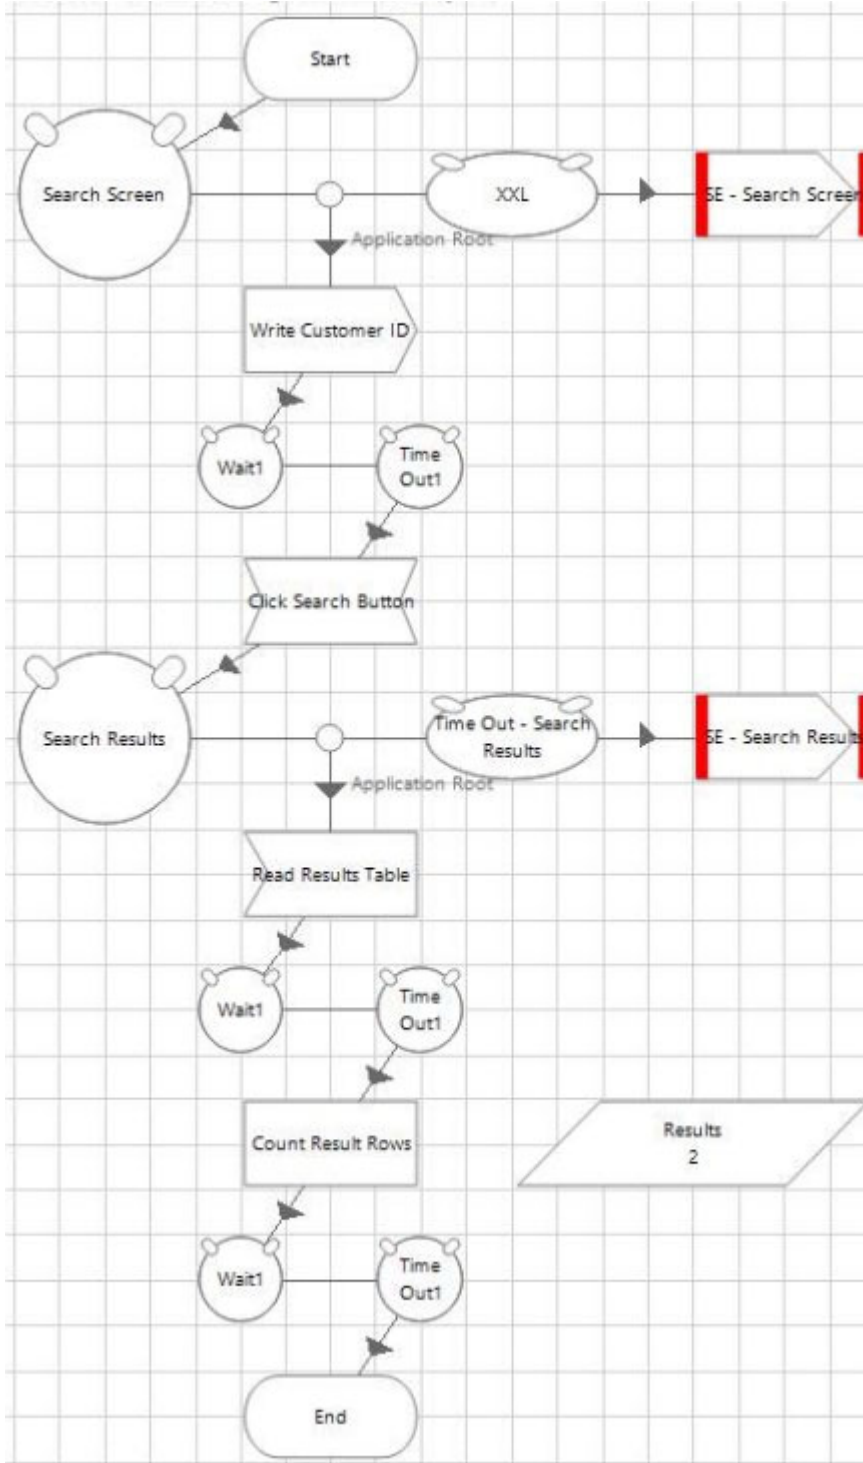 Start
Search Screen
XXL
SE - Search Screen
Application Root
Write Customer ID
Wait1
Time
Out1
Click Search Button
Search Results
Time Out - Search
Results
SE - Search Results
Application Root
Read Results Table
Wait1
Time
Out1
Count Result Rows
Results
2
Wait1
Time
Out1
End